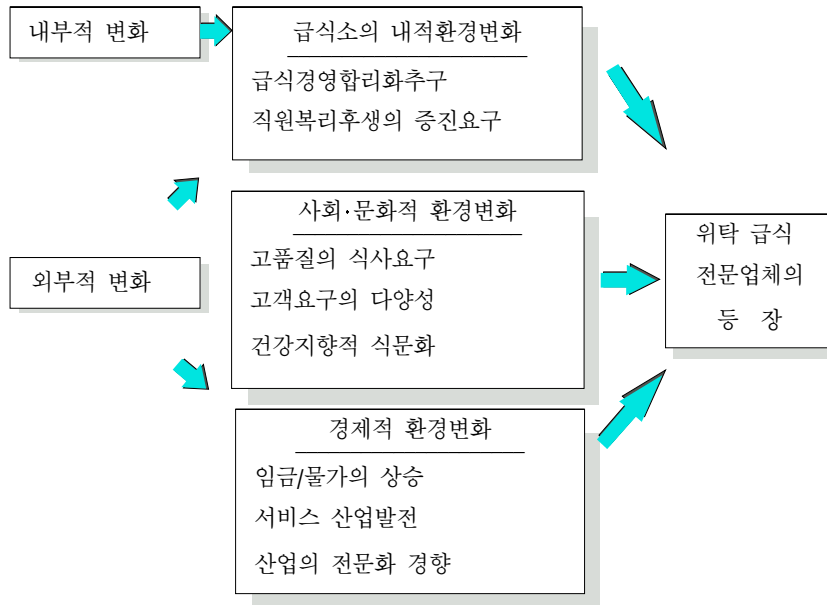 내부적 변화
급식소의 내적환경변화
급식경영합리화추구
직원복리후생의 증진요구
외부적 변화
사회·문화적 환경변화
고품질의 식사요구
고객요구의 다양성
건강지향적 식문화
경제적 환경변화
임금/물가의 상승
서비스 산업발전
산업의 전문화 경향
위탁 급식
전문업체의
등 장